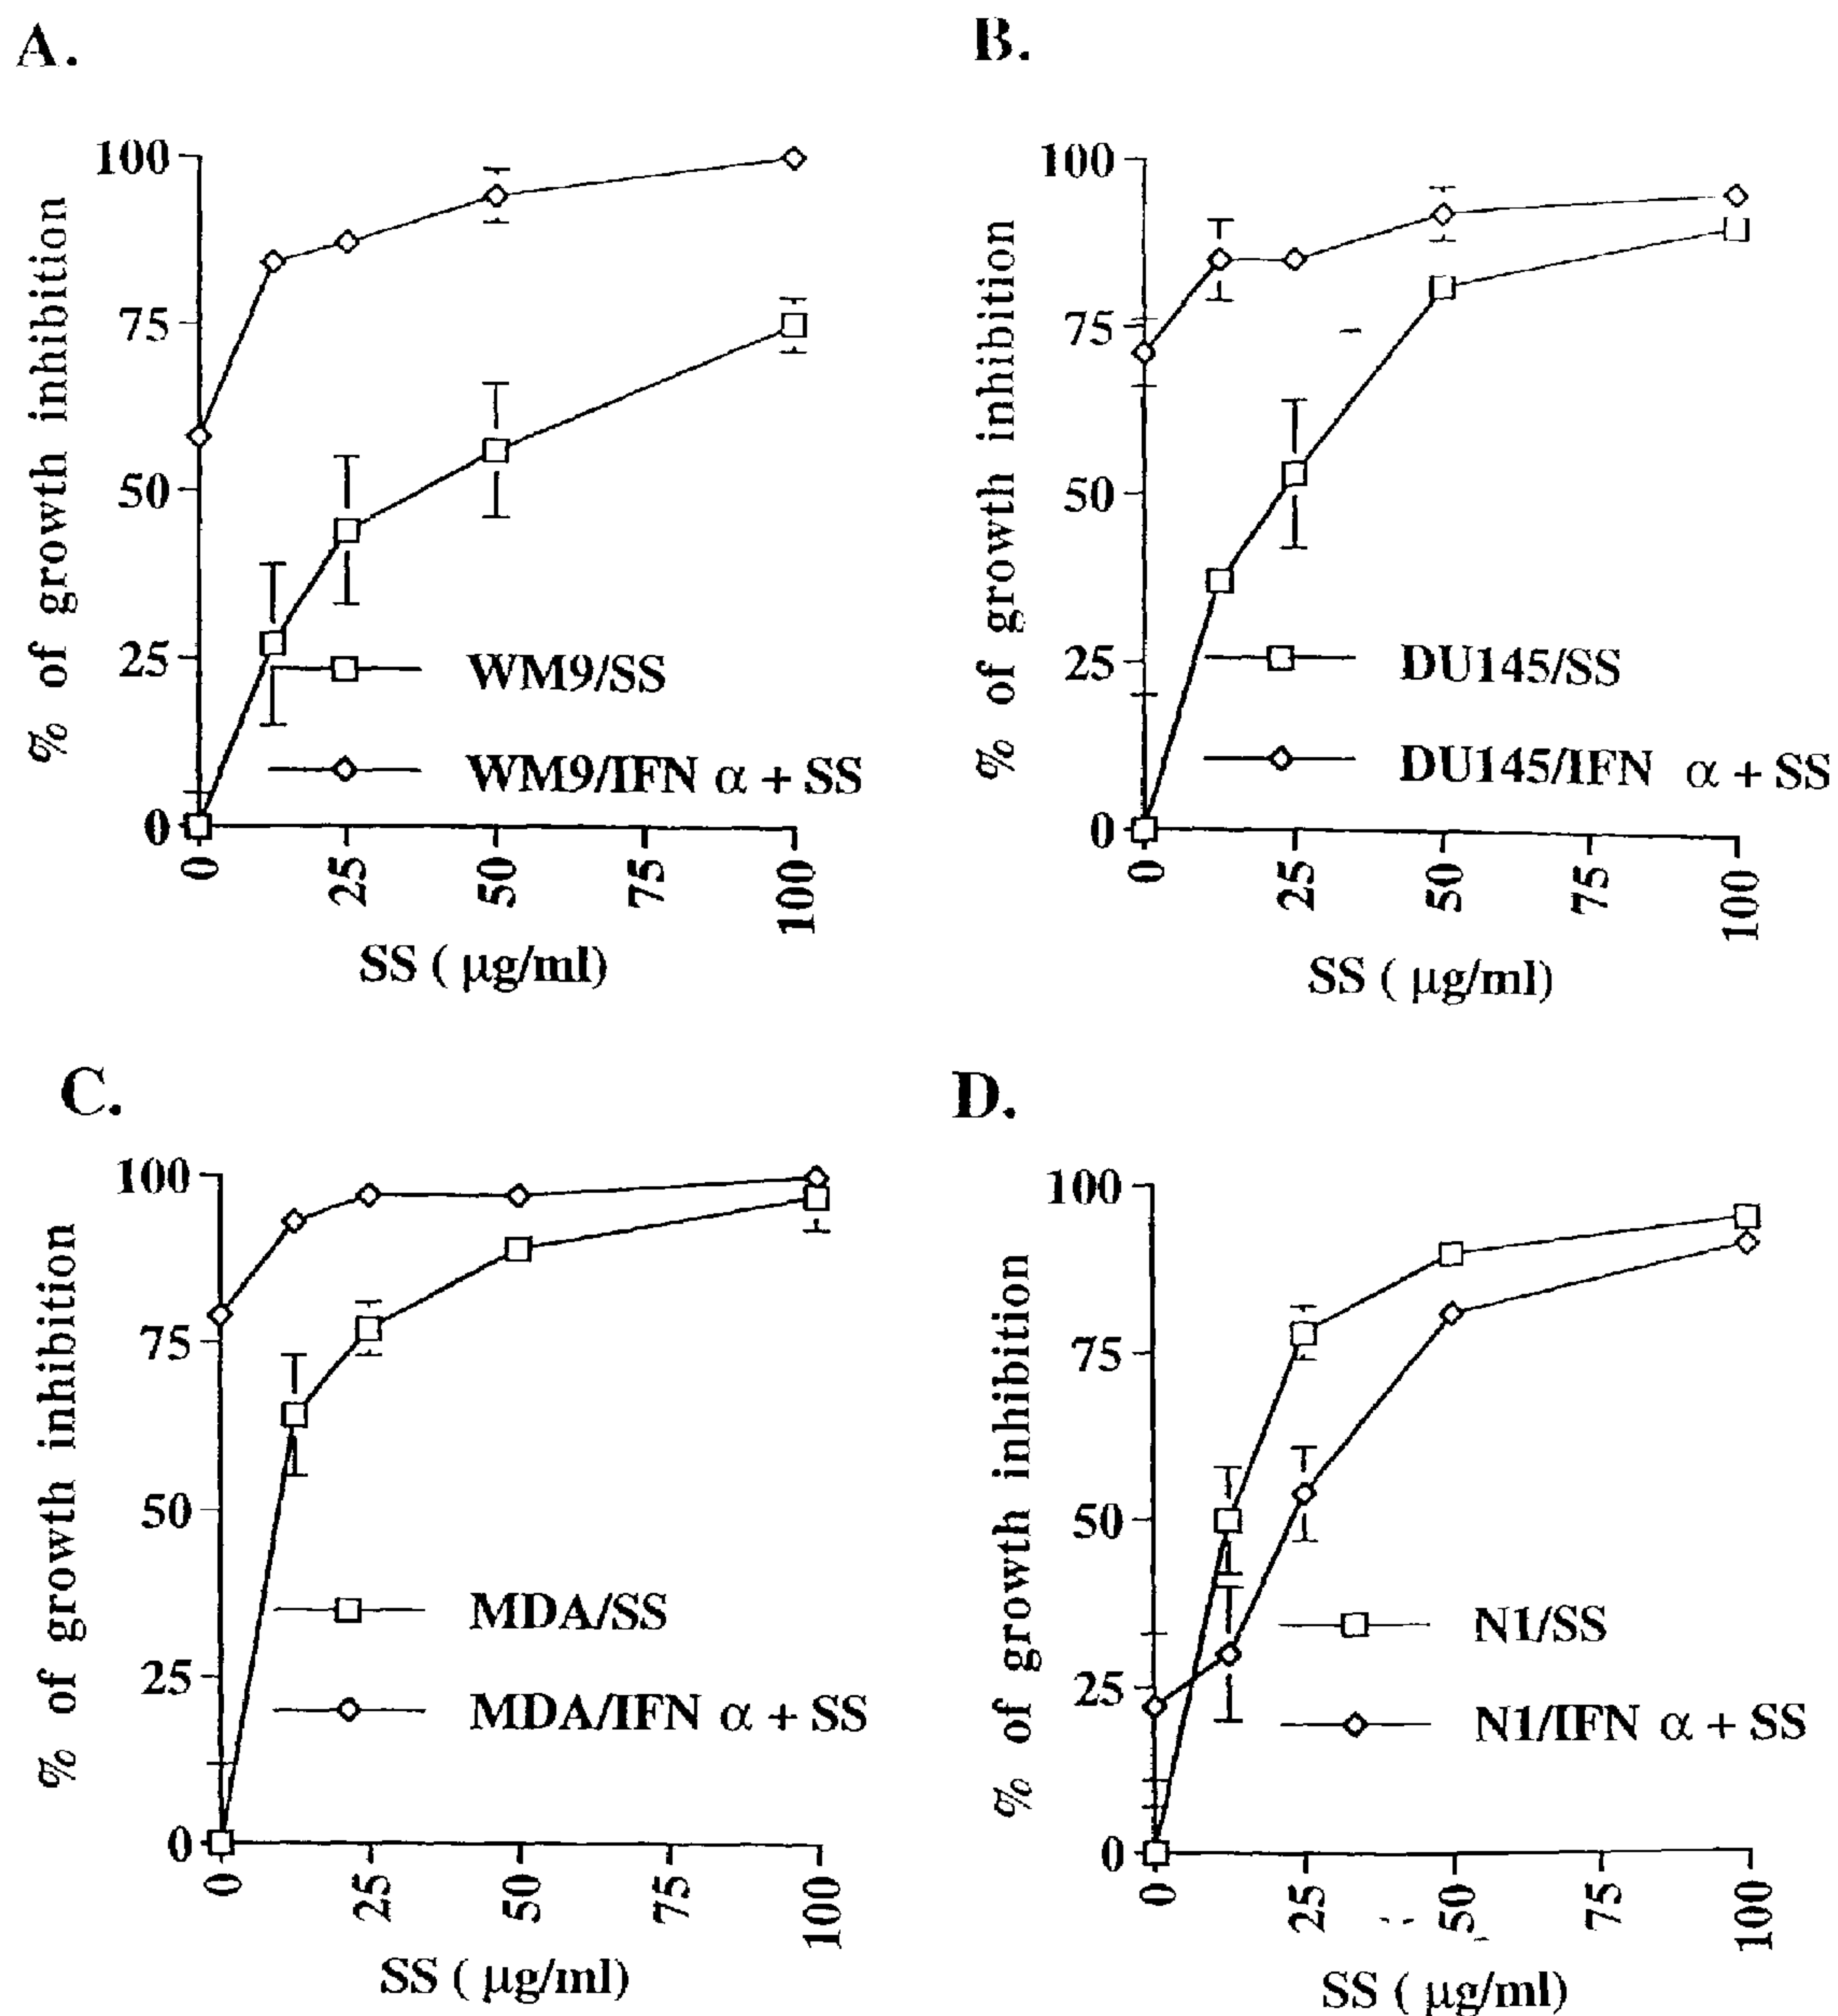 A.
% of growth inhibition
100
75
50
25
0
WM9/SS
WM9/IFN α + SS
0 25 50 75 100
SS ( μg/ml)
B.
% of growth inhibition
100
75
50
25
0
DU145/SS
DU145/IFN α + SS
0 25 50 75 100
SS ( μg/ml)
C.
% of growth inhibition
100
75
50
25
0
MDA/SS
MDA/IFN α + SS
0 25 50 75 100
SS ( μg/ml)
D.
% of growth inhibition
100
75
50
25
0
N1/SS
N1/IFN α + SS
0 25 50 75 100
SS ( μg/ml)